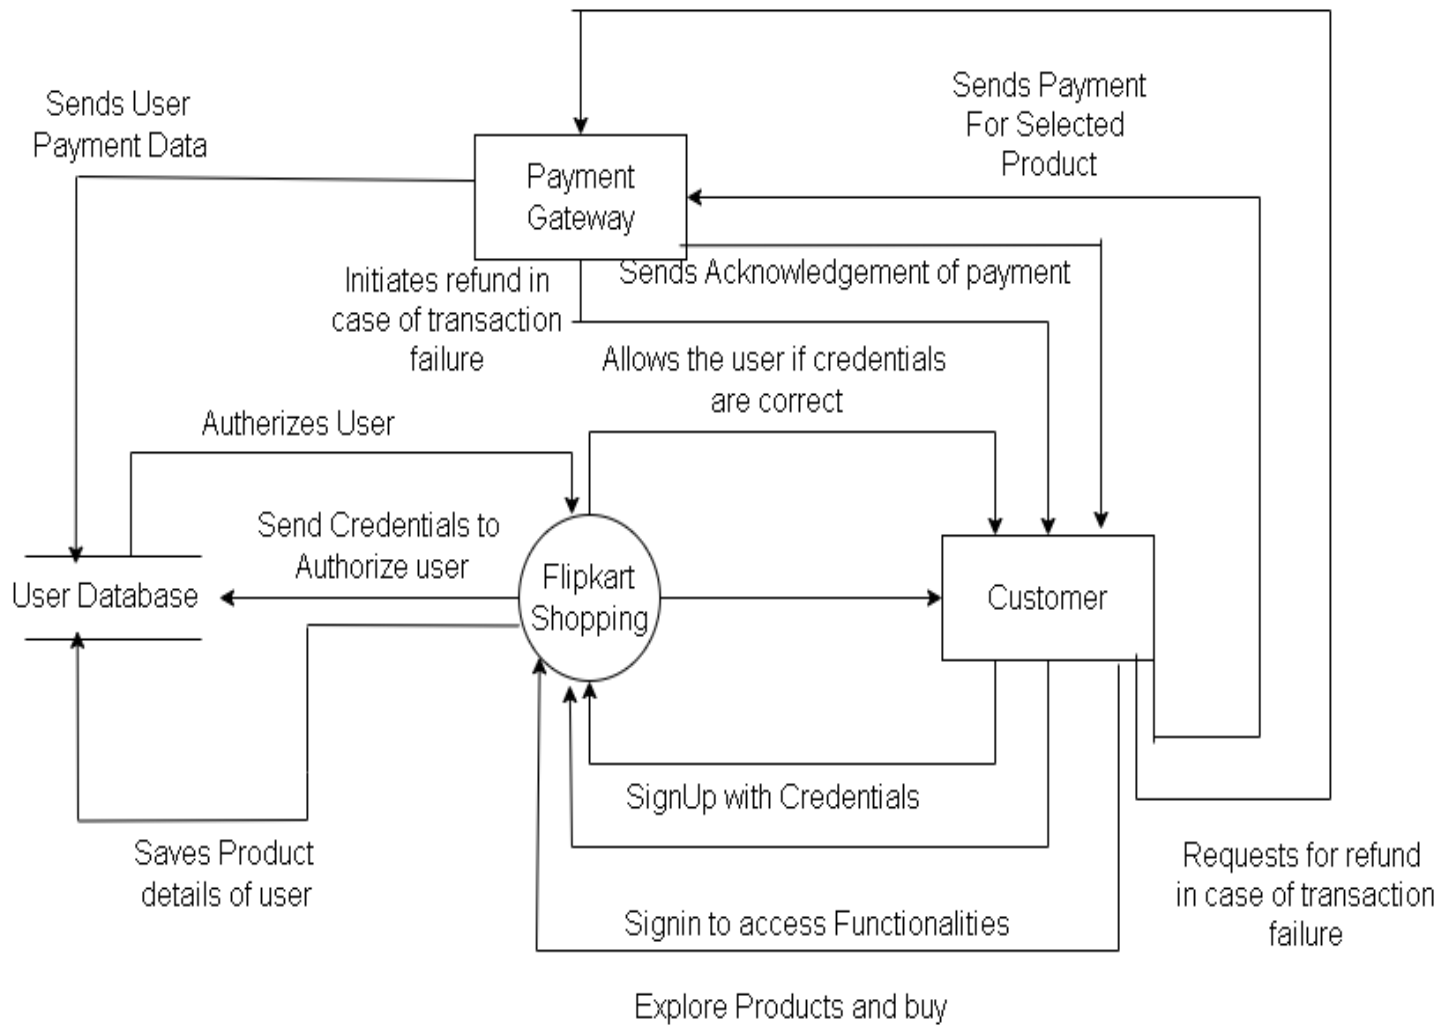 Sends Payment
For Selected
Product
Sends User
Payment Data
Payment
Gateway
Sends Acknowledgement of payment
Initiates refund in
case of transaction
failure
Allows the user if credentials
are correct
Autherizes User
Send Credentials to
Authorize user
User Database
Flipkart
Shopping
Customer
SignUp with Credentials
Saves Product
details of user
Requests for refund
in case of transaction
failure
Signin to access Functionalities
Explore Products and buy